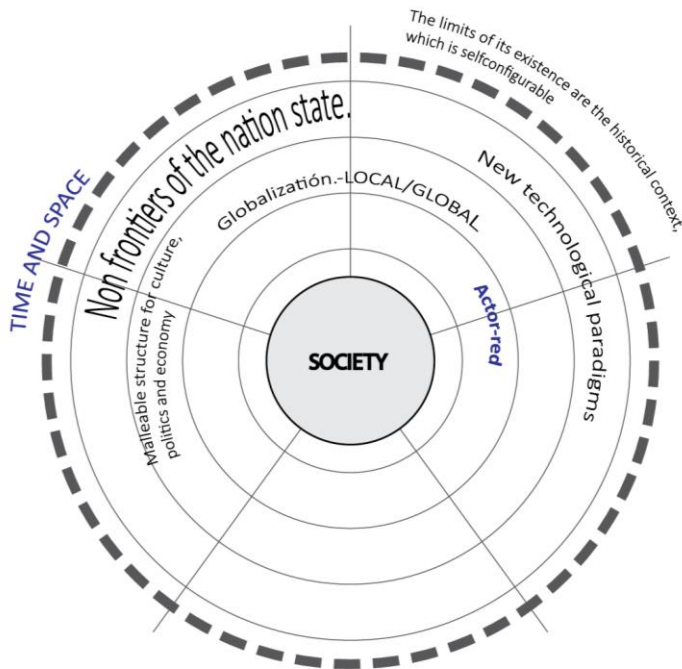 The limits of its existence are the historical context,
which is selfconfigurable
TIME AND SPACE
Non frontiers of the nation state.
Globalización.-LOCAL/GLOBAL
New technological paradigms
Malleable structure for culture,
politics and economy
Actor-red
SOCIETY